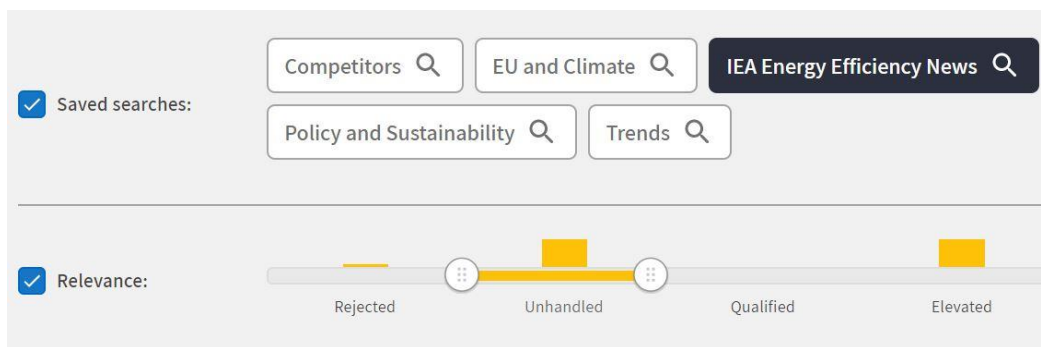 Saved searches:
Competitors
EU and Climate
IEA Energy Efficiency News
Policy and Sustainability
Trends
Relevance:
Rejected
Unhandled
Qualified
Elevated